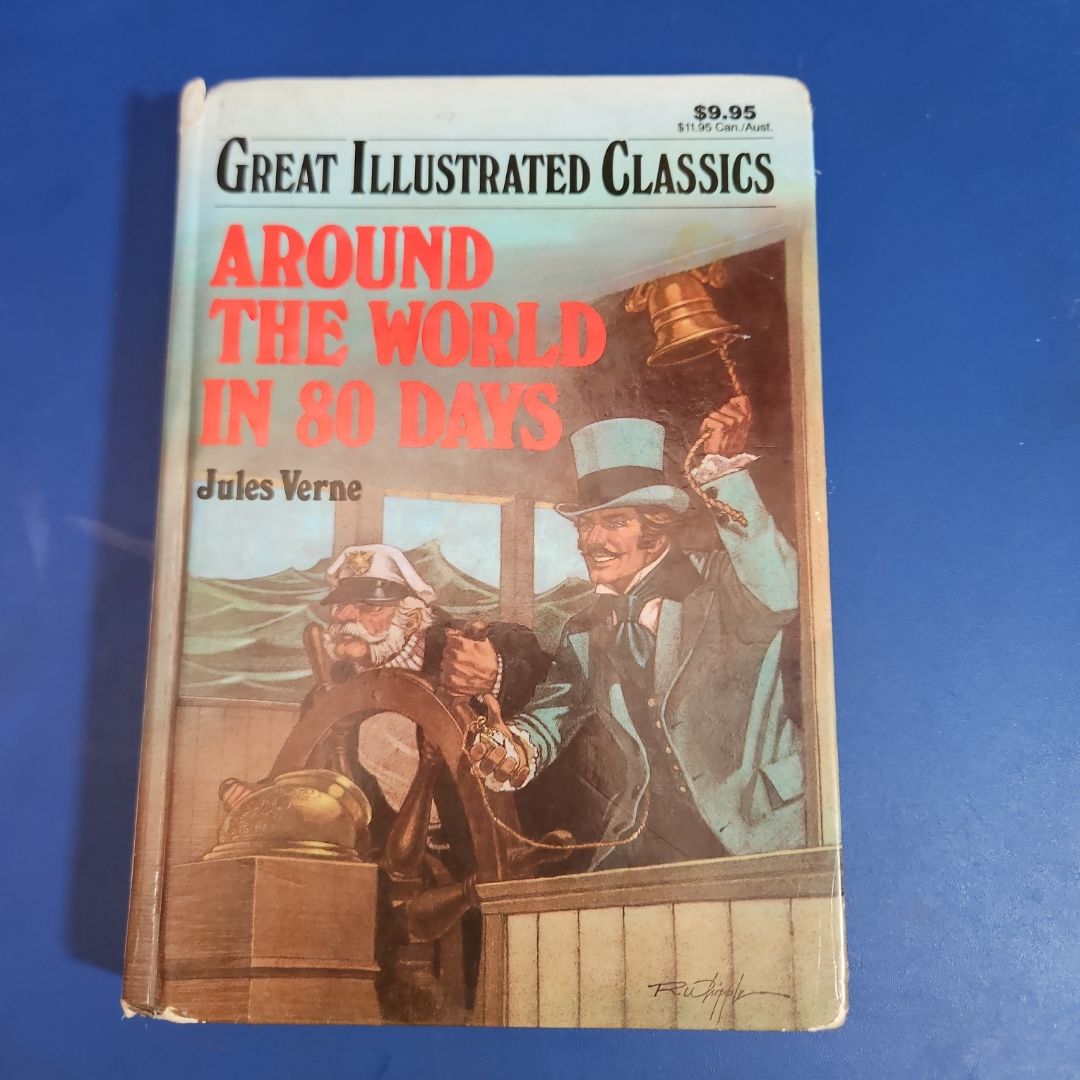 $9.95
$11.95 Can./Aust.
GREAT ILLUSTRATED CLASSICS
AROUND
THE WORLD
IN 80 DAYS
Jules Verne